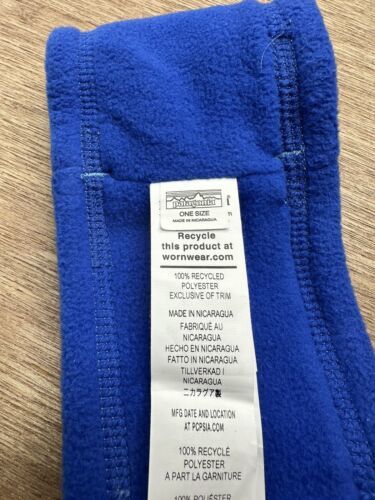 patagonia
ONE SIZE
MADE IN NICARAGUA
Recycle
this product at
wornwear.com
100% RECYCLED
POLYESTER
EXCLUSIVE OF TRIM
MADE IN NICARAGUA
FABRIQUÉ AU
NICARAGUA
HECHO EN NICARAGUA
FATTO IN NICARAGUA
TILLVERKAD I
NICARAGUA
ニカラグア製
MFG DATE AND LOCATION
AT PCPSIA.COM
100% RECYCLÉ
POLYESTER
A PART LA GARNITURE
100% POLIÉSTER